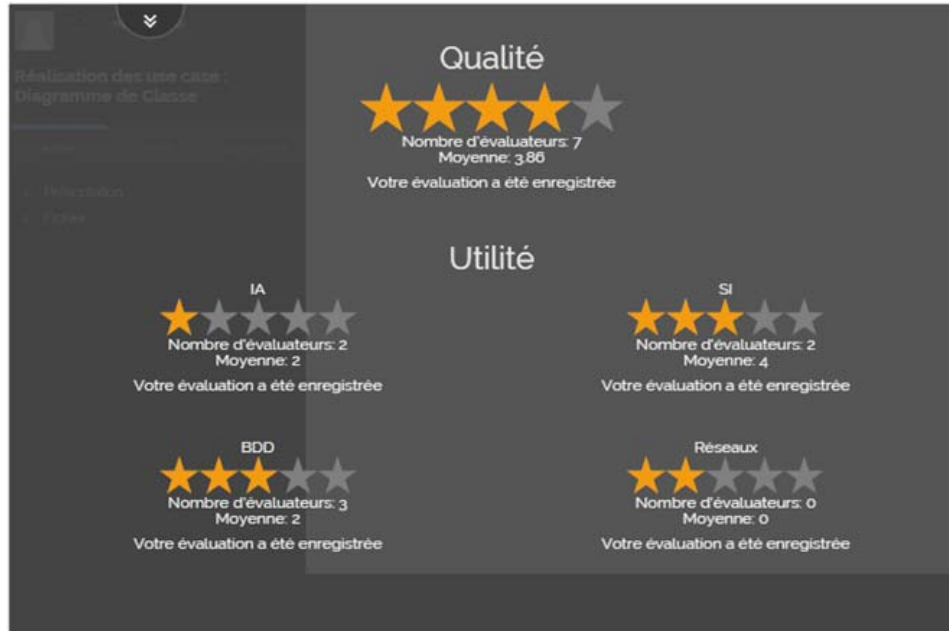 Réalisation des use case :
Diagramme de Classe
Présentation
Qualité
Nombre d'évaluateurs: 7
Moyenne: 3.86
Votre évaluation a été enregistrée
Utilité
IA
Nombre d'évaluateurs: 2
Moyenne: 2
Votre évaluation a été enregistrée
SI
Nombre d'évaluateurs: 2
Moyenne: 4
Votre évaluation a été enregistrée
BDD
Nombre d'évaluateurs: 3
Moyenne: 2
Votre évaluation a été enregistrée
Réseaux
Nombre d'évaluateurs: 0
Moyenne: 0
Votre évaluation a été enregistrée